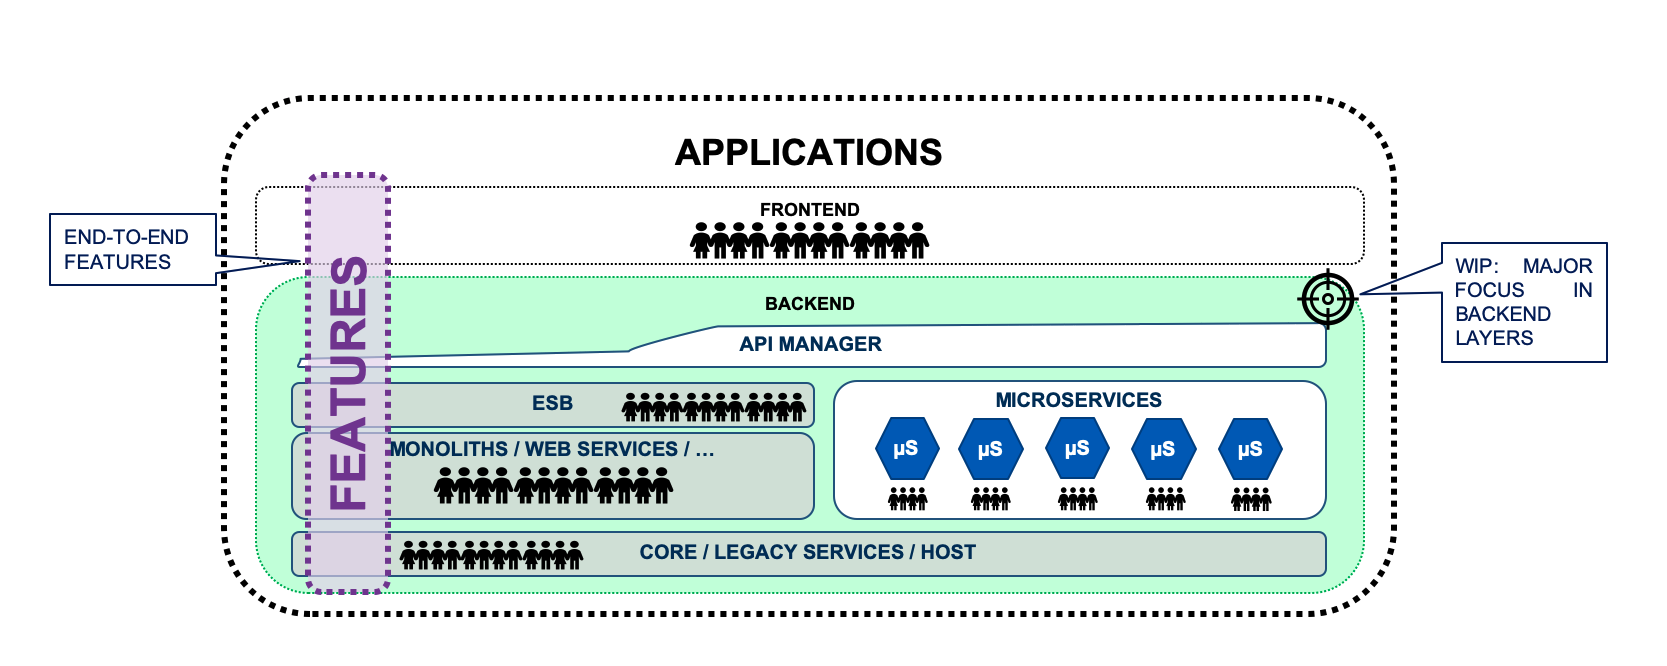 APPLICATIONS
FRONTEND
END-TO-END
FEATURES
FEATURES
WIP: MAJOR
FOCUS IN
BACKEND
LAYERS
BACKEND
API MANAGER
ESB
MICROSERVICES
MONOLITHS / WEB SERVICES / …
µS µS µS µS µS
CORE / LEGACY SERVICES / HOST